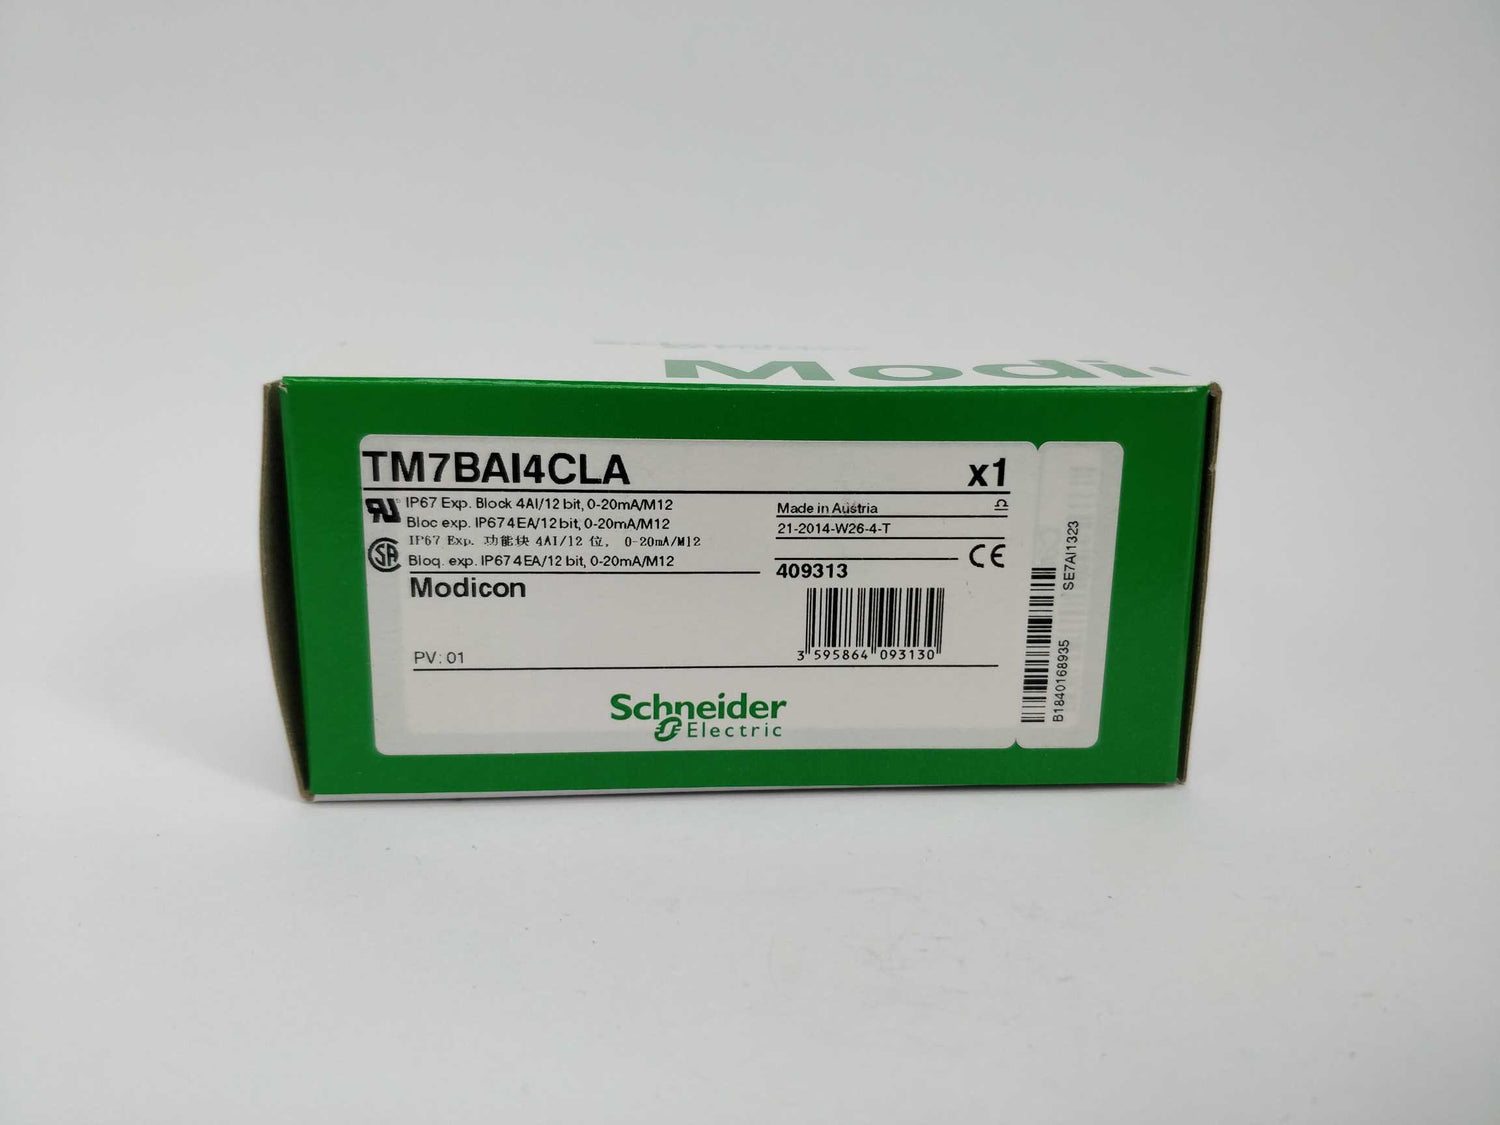 Modic
TM7BAI4CLA x1
IP67 Exp. Block 4AI/12 bit, 0-20mA/M12
Bloc exp. IP67 4EA/12 bit, 0-20mA/M12
IP67 Exp. 功能块 4AI/12 位, 0-20mA/M12
Bloq. exp. IP67 4EA/12 bit, 0-20mA/M12
Modicon
PV: 01
Made in Austria
21-2014-W26-4-T
CE
409313
3 595864 093130
Schneider
Electric
SE7AI1323
B1840168935